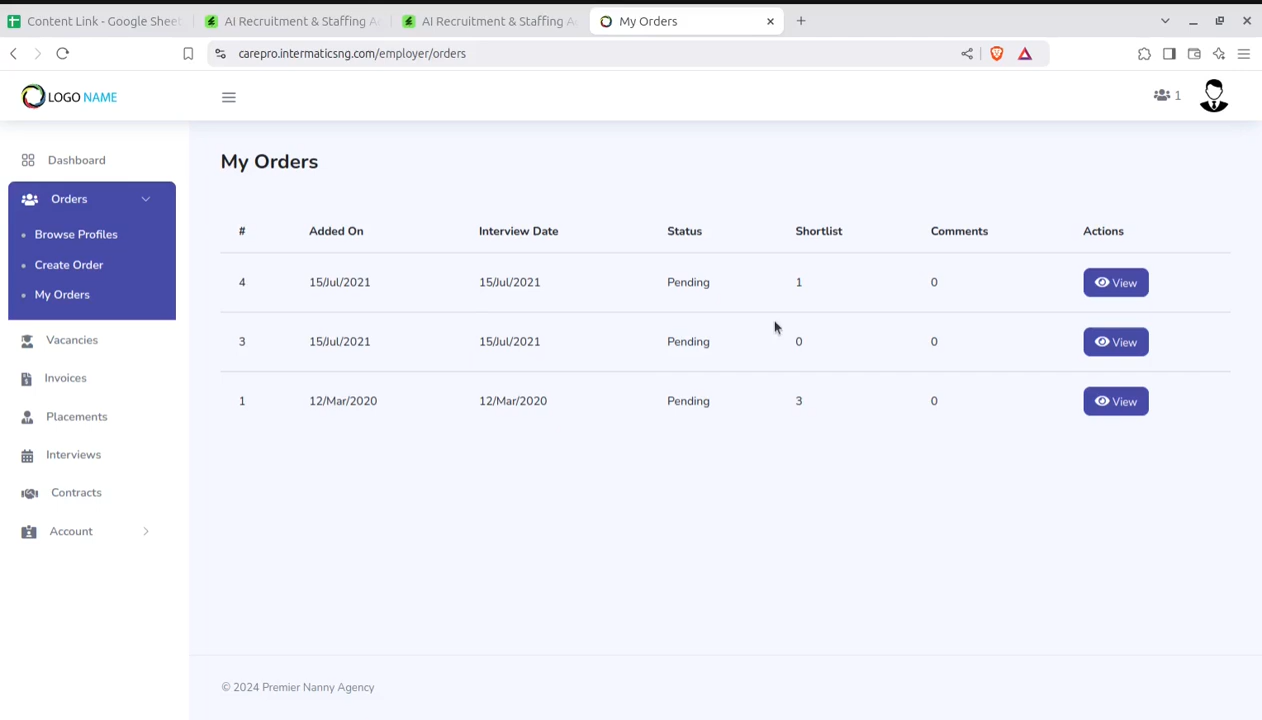 Content Link - Google Sheet
AI Recruitment & Staffing A
AI Recruitment & Staffing A
My Orders
carepro.intermaticsng.com/employer/orders
LOGO NAME
1
Dashboard
Orders
Browse Profiles
Create Order
My Orders
Vacancies
Invoices
Placements
Interviews
Contracts
Account
My Orders
# Added On Interview Date Status Shortlist Comments Actions
4 15/Jul/2021 15/Jul/2021 Pending 1 0 View
3 15/Jul/2021 15/Jul/2021 Pending 0 0 View
1 12/Mar/2020 12/Mar/2020 Pending 3 0 View
© 2024 Premier Nanny Agency